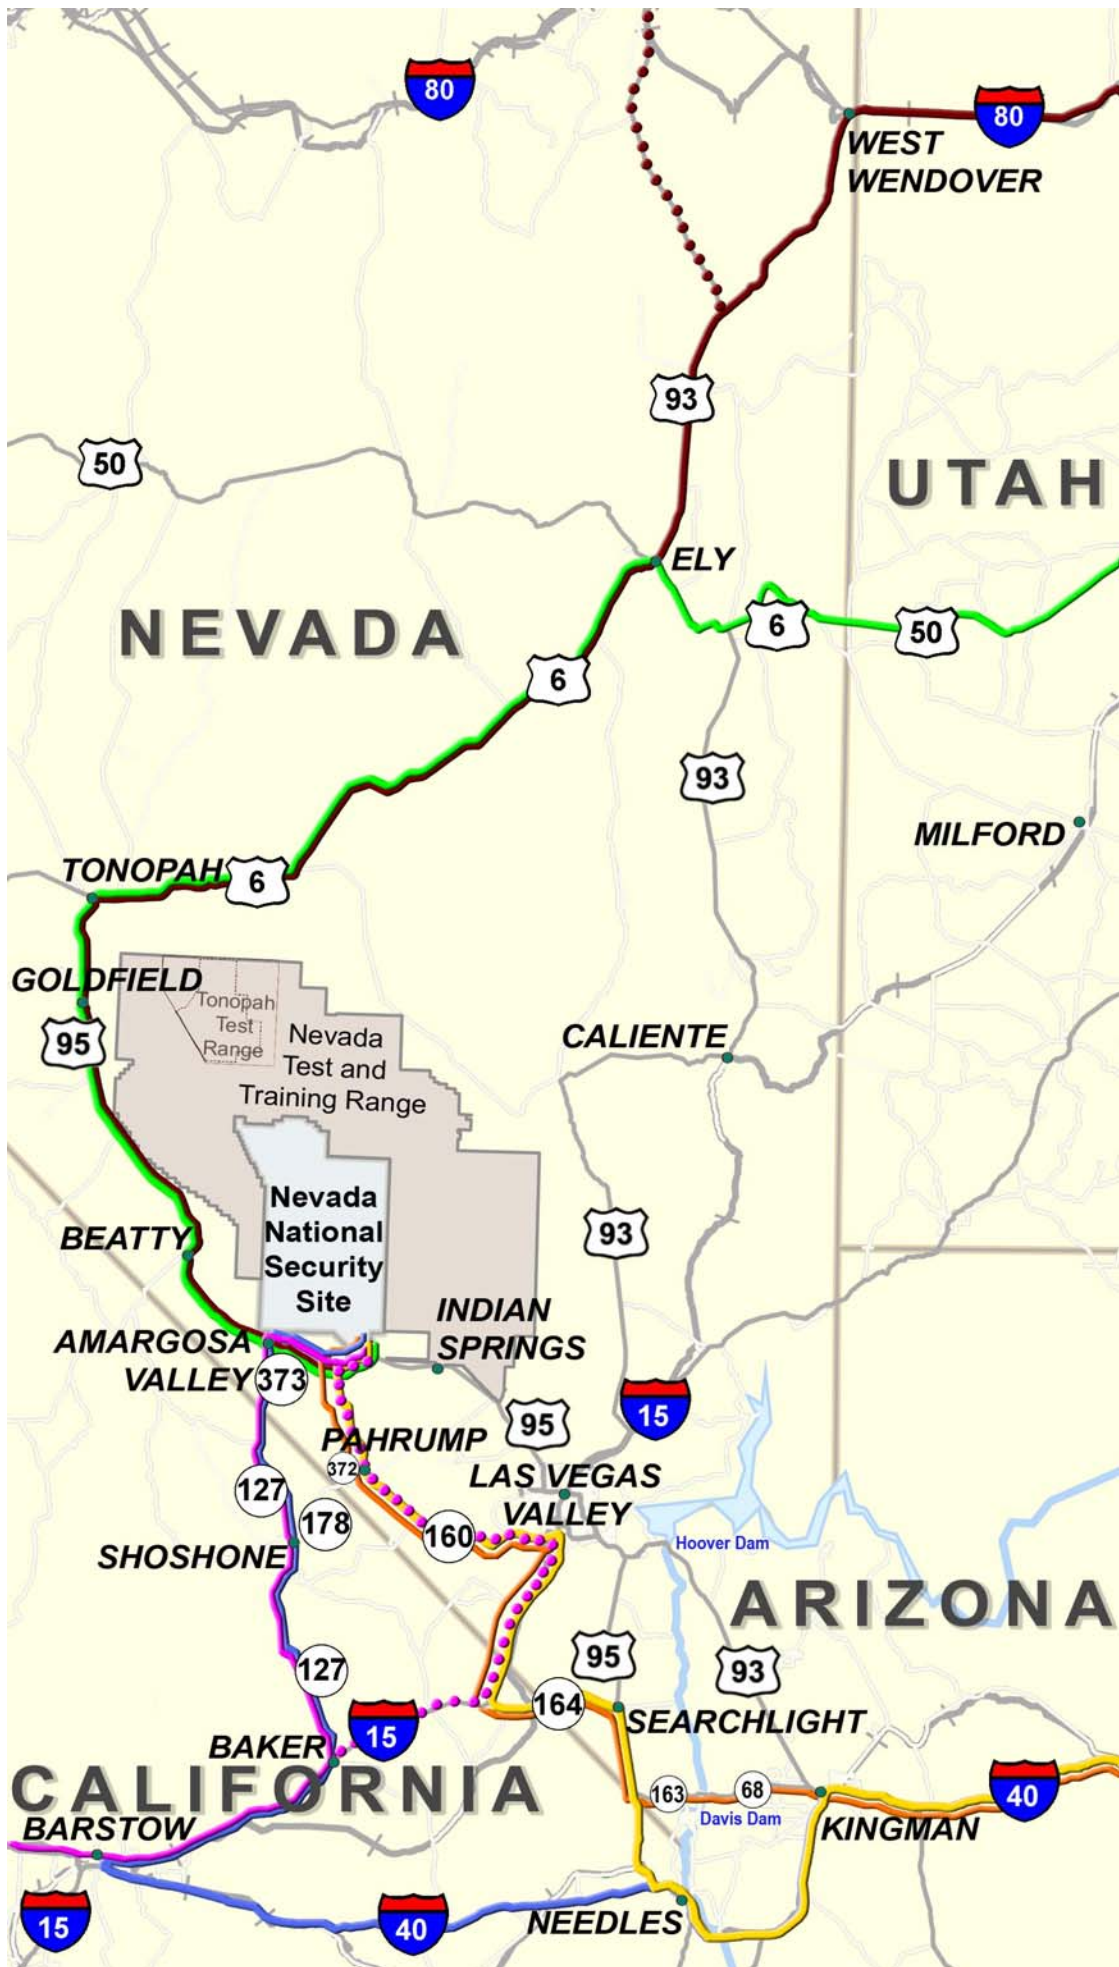 80
80
WEST
WENDOVER
93
50
UTAH
ELY
NEVADA
6
50
6
93
MILFORD
TONOPAH
6
GOLDFIELD
Tonopah
Test
Range
95
Nevada
Test and
Training Range
CALIENTE
Nevada
National
Security
Site
93
BEATTY
INDIAN
SPRINGS
AMARGOSA
VALLEY
373
15
95
PAHRUMP
372
LAS VEGAS
VALLEY
127
178
160
Hoover Dam
SHOSHONE
ARIZONA
95
93
127
164
SEARCHLIGHT
15
BAKER
CALIFORNIA
163
68
40
Davis Dam
KINGMAN
BARSTOW
15
40
NEEDLES